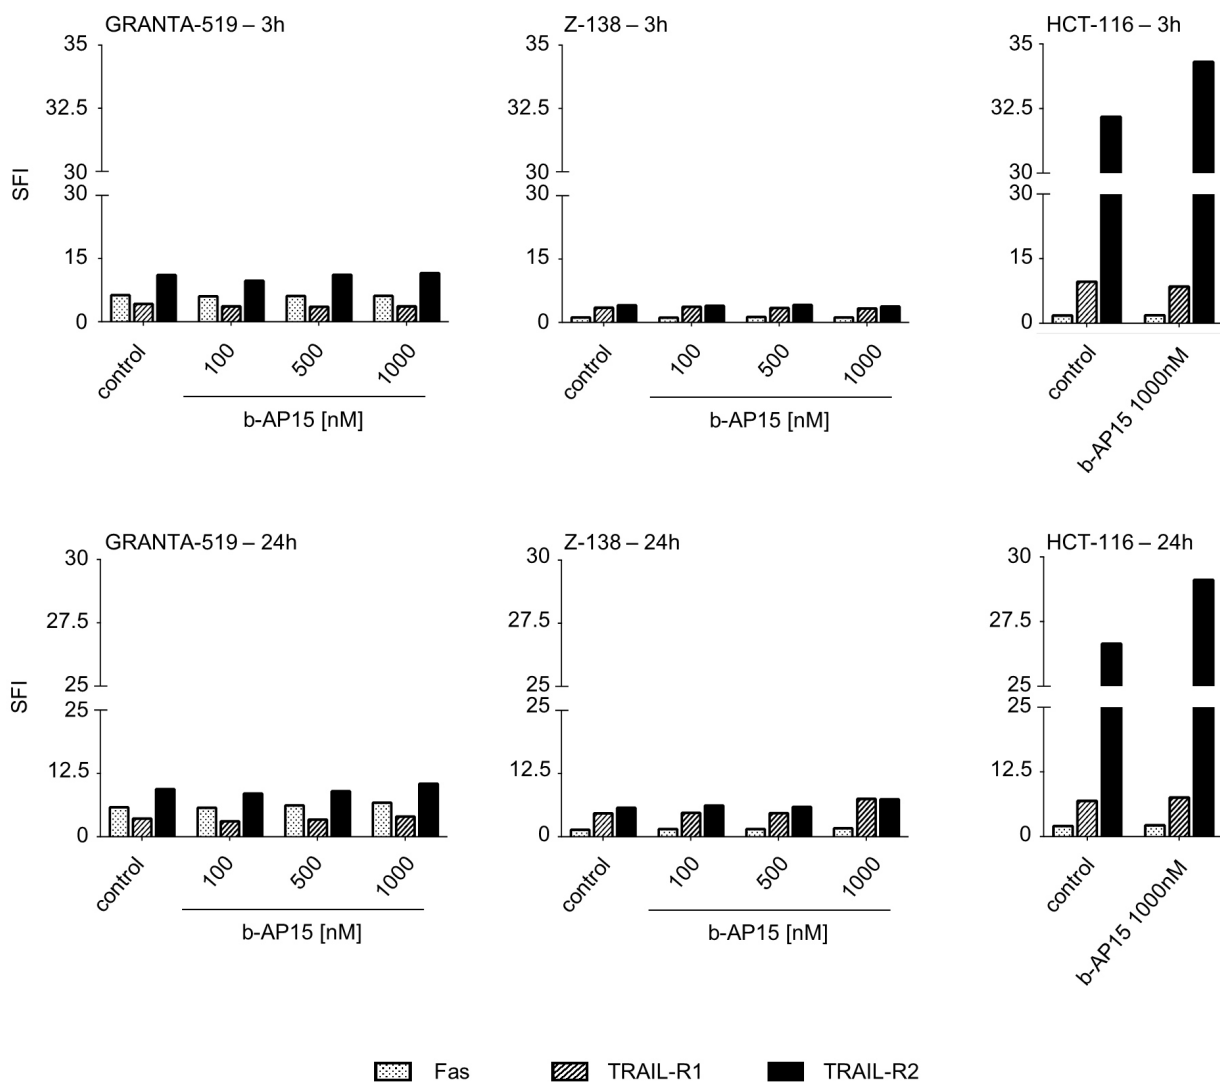 GRANTA-519 – 3h
Z-138 – 3h
HCT-116 – 3h
35
32.5
30
30
15
0
SFI
control
100
500
1000
b-AP15 [nM]
35
32.5
30
30
15
0
control
100
500
1000
b-AP15 [nM]
35
32.5
30
30
15
0
control
b-AP15 1000nM
GRANTA-519 – 24h
Z-138 – 24h
HCT-116 – 24h
30
27.5
25
25
12.5
0
SFI
control
100
500
1000
b-AP15 [nM]
30
27.5
25
25
12.5
0
control
100
500
1000
b-AP15 [nM]
30
27.5
25
25
12.5
0
control
b-AP15 1000nM
Fas
TRAIL-R1
TRAIL-R2